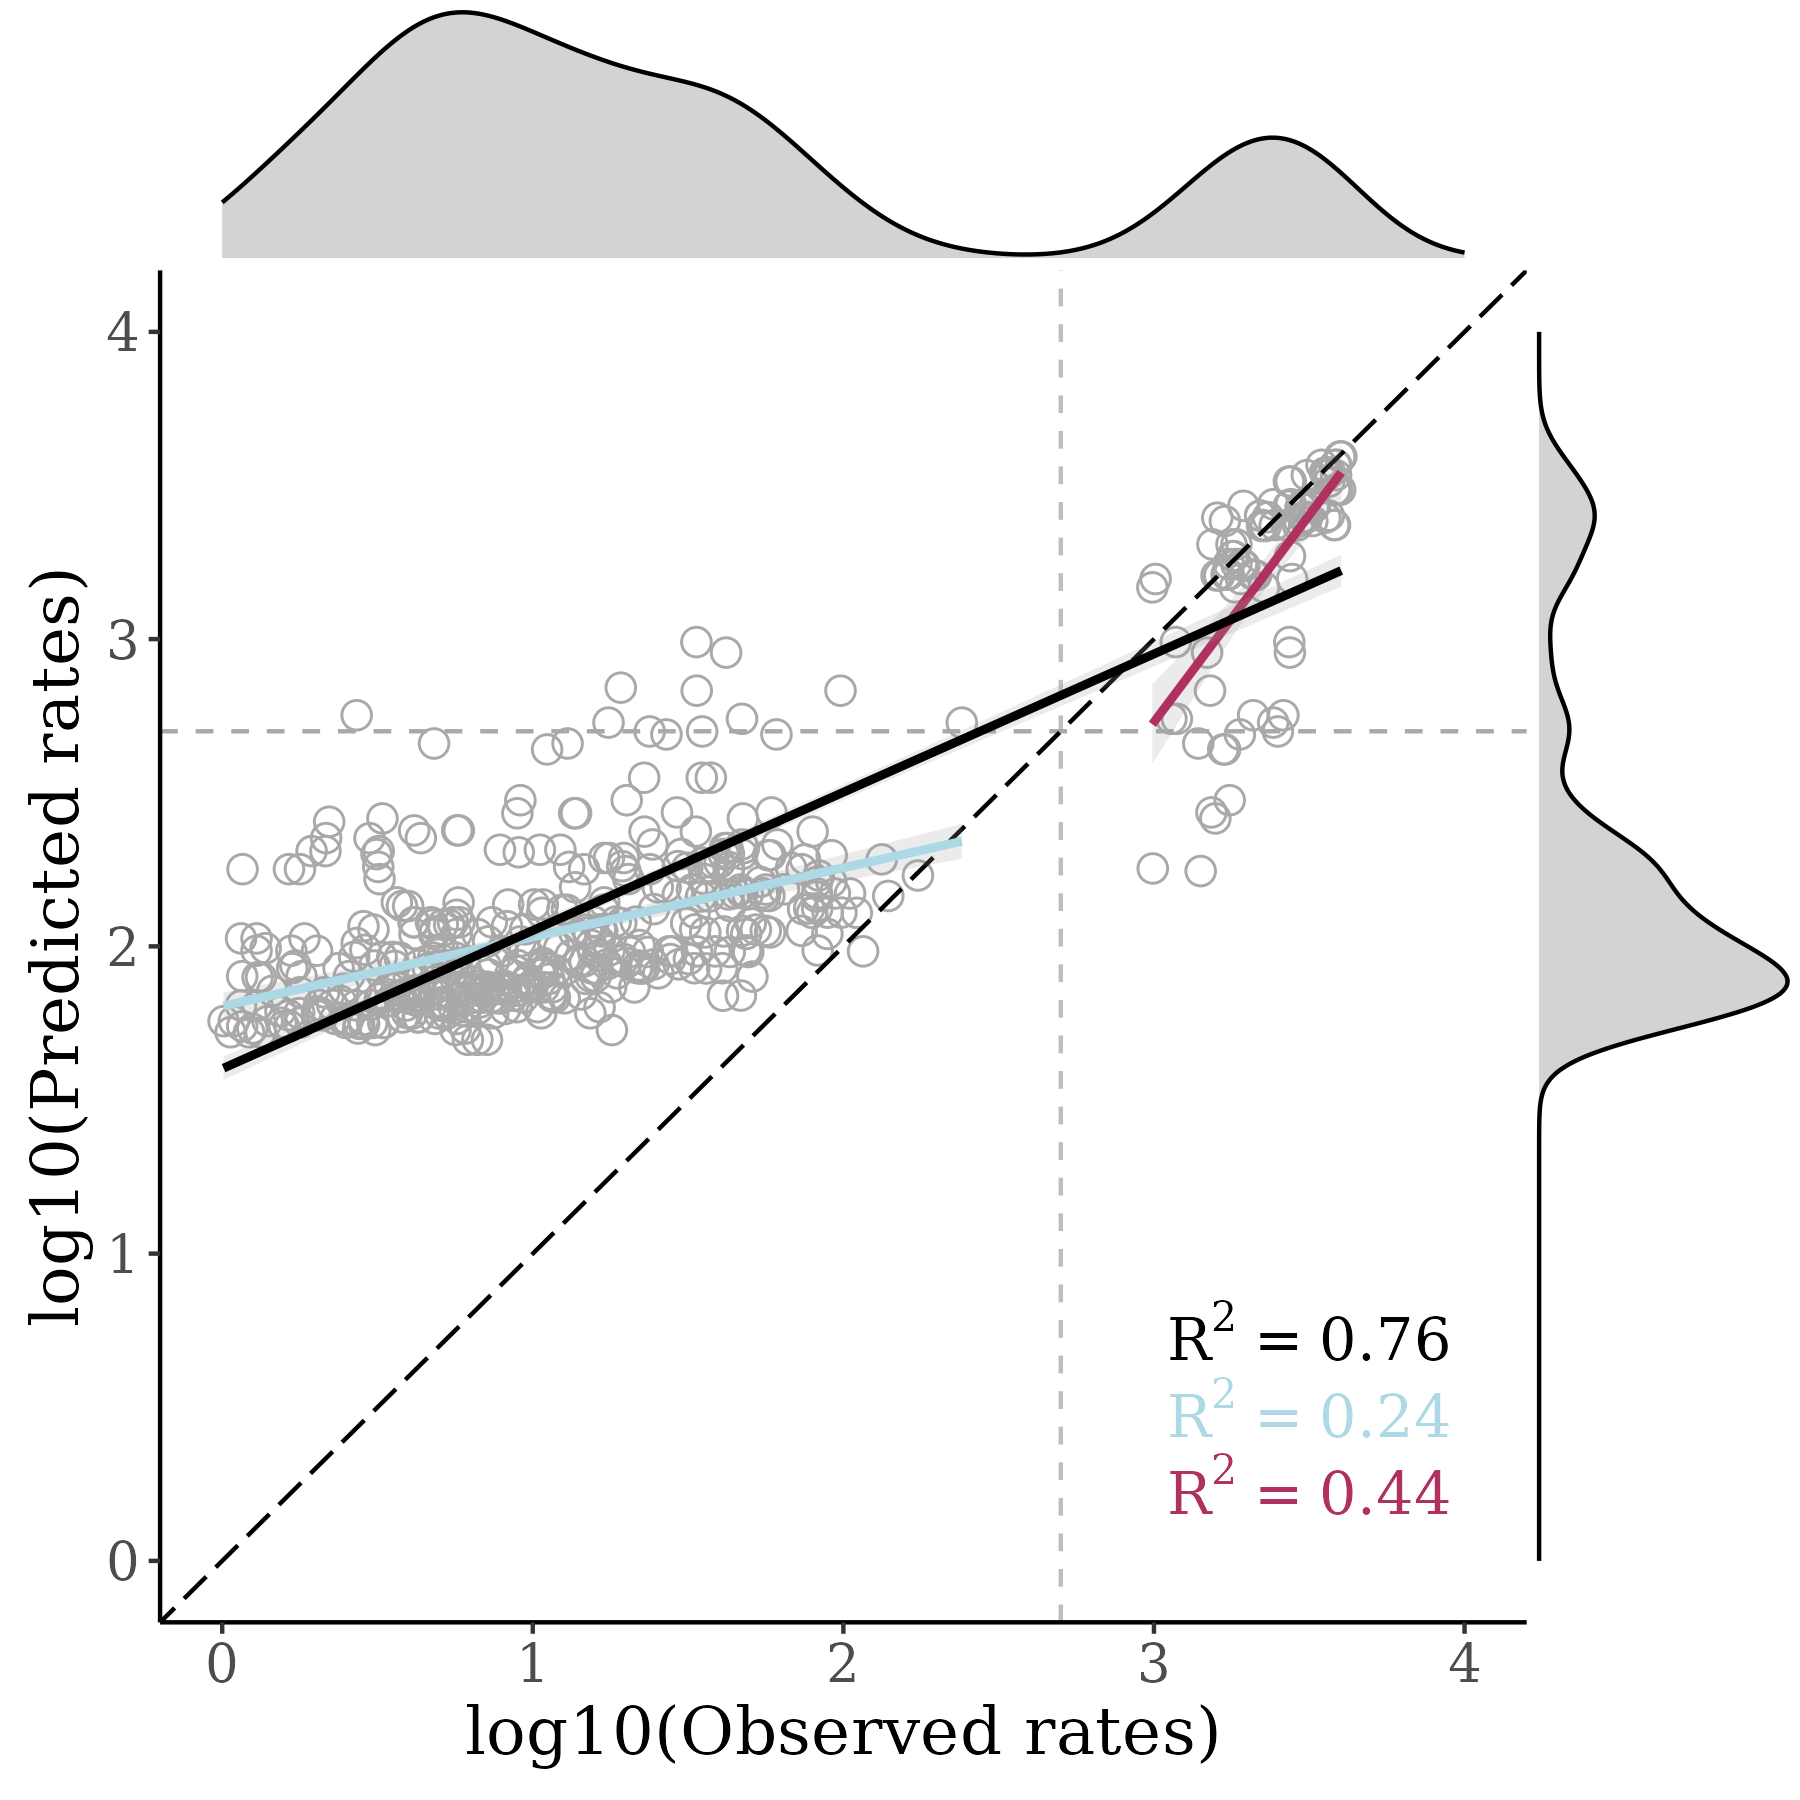 4
3
2
1
0
log10(Predicted rates)
R² = 0.76
R² = 0.24
R² = 0.44
0 1 2 3 4
log10(Observed rates)